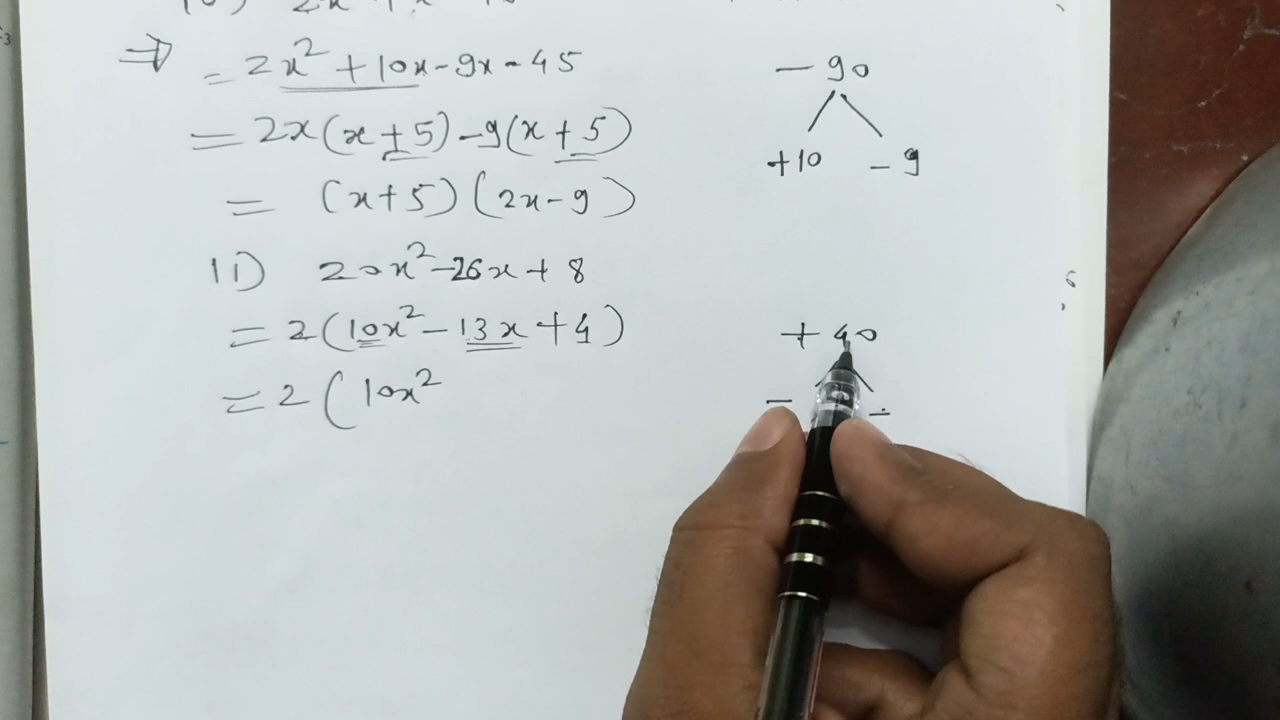 ⇒ = 2x² + 10x - 9x - 45
= 2x (x + 5) - 9 (x + 5)
= (x + 5) (2x - 9)
- 90
+10 - 9
11) 20x² - 26x + 8
= 2 (10x² - 13x + 4)
= 2 ( 10x²
+ 40
- -